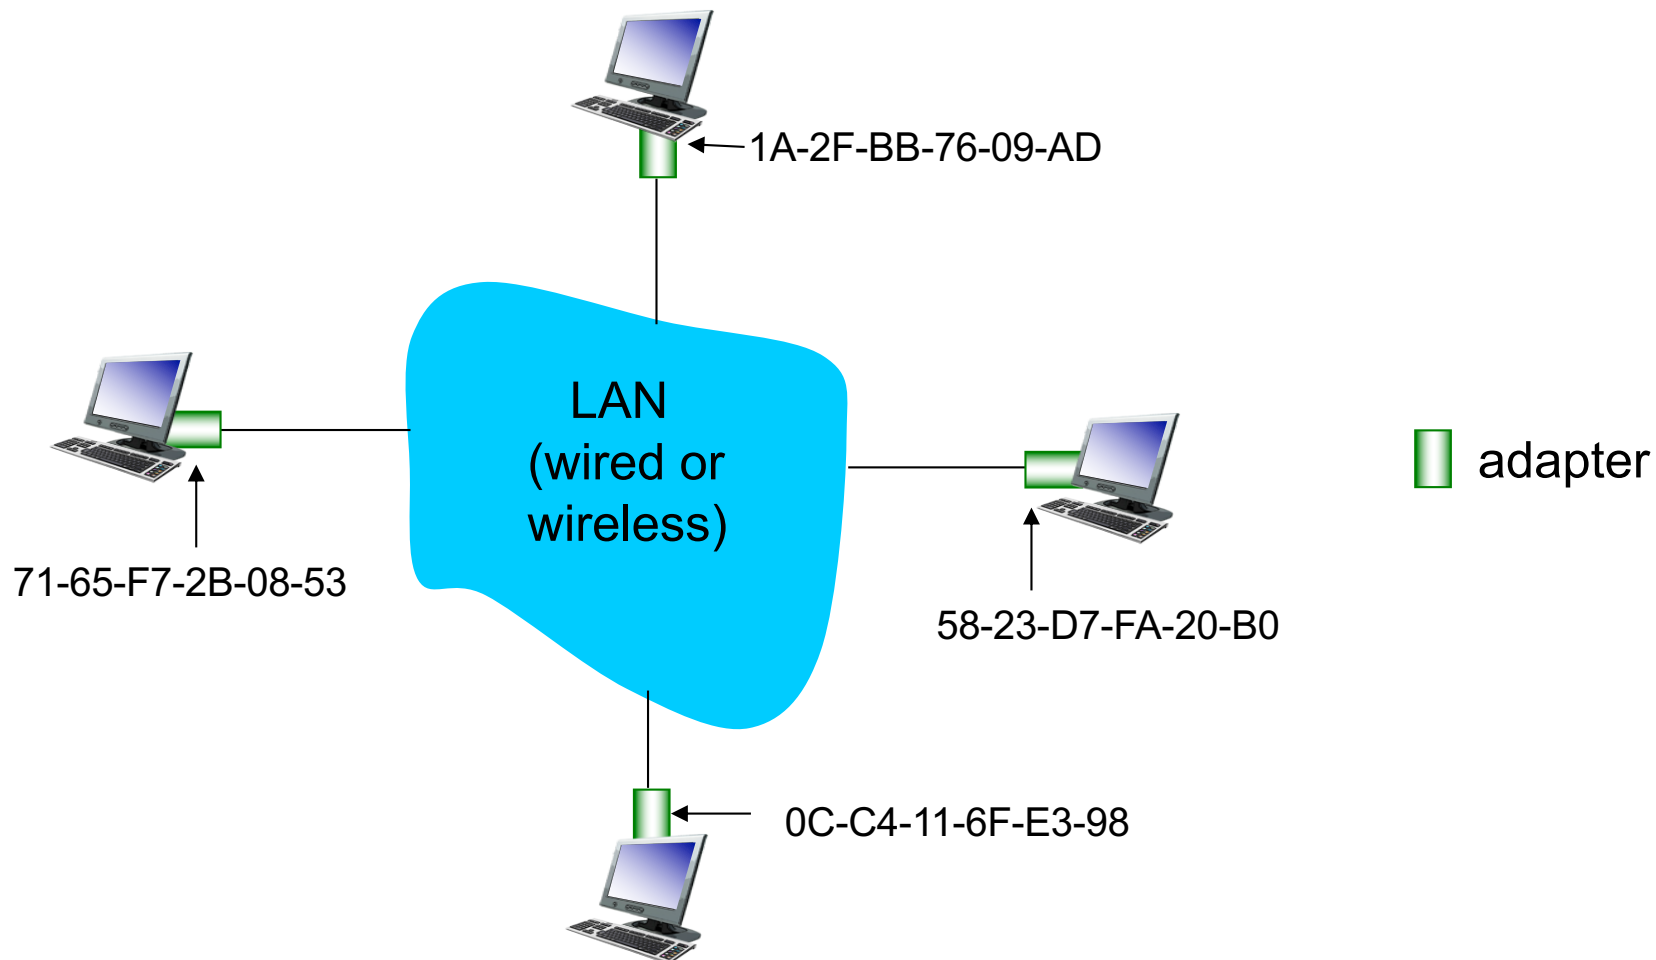 1A-2F-BB-76-09-AD
LAN
(wired or
wireless)
adapter
71-65-F7-2B-08-53
58-23-D7-FA-20-B0
0C-C4-11-6F-E3-98